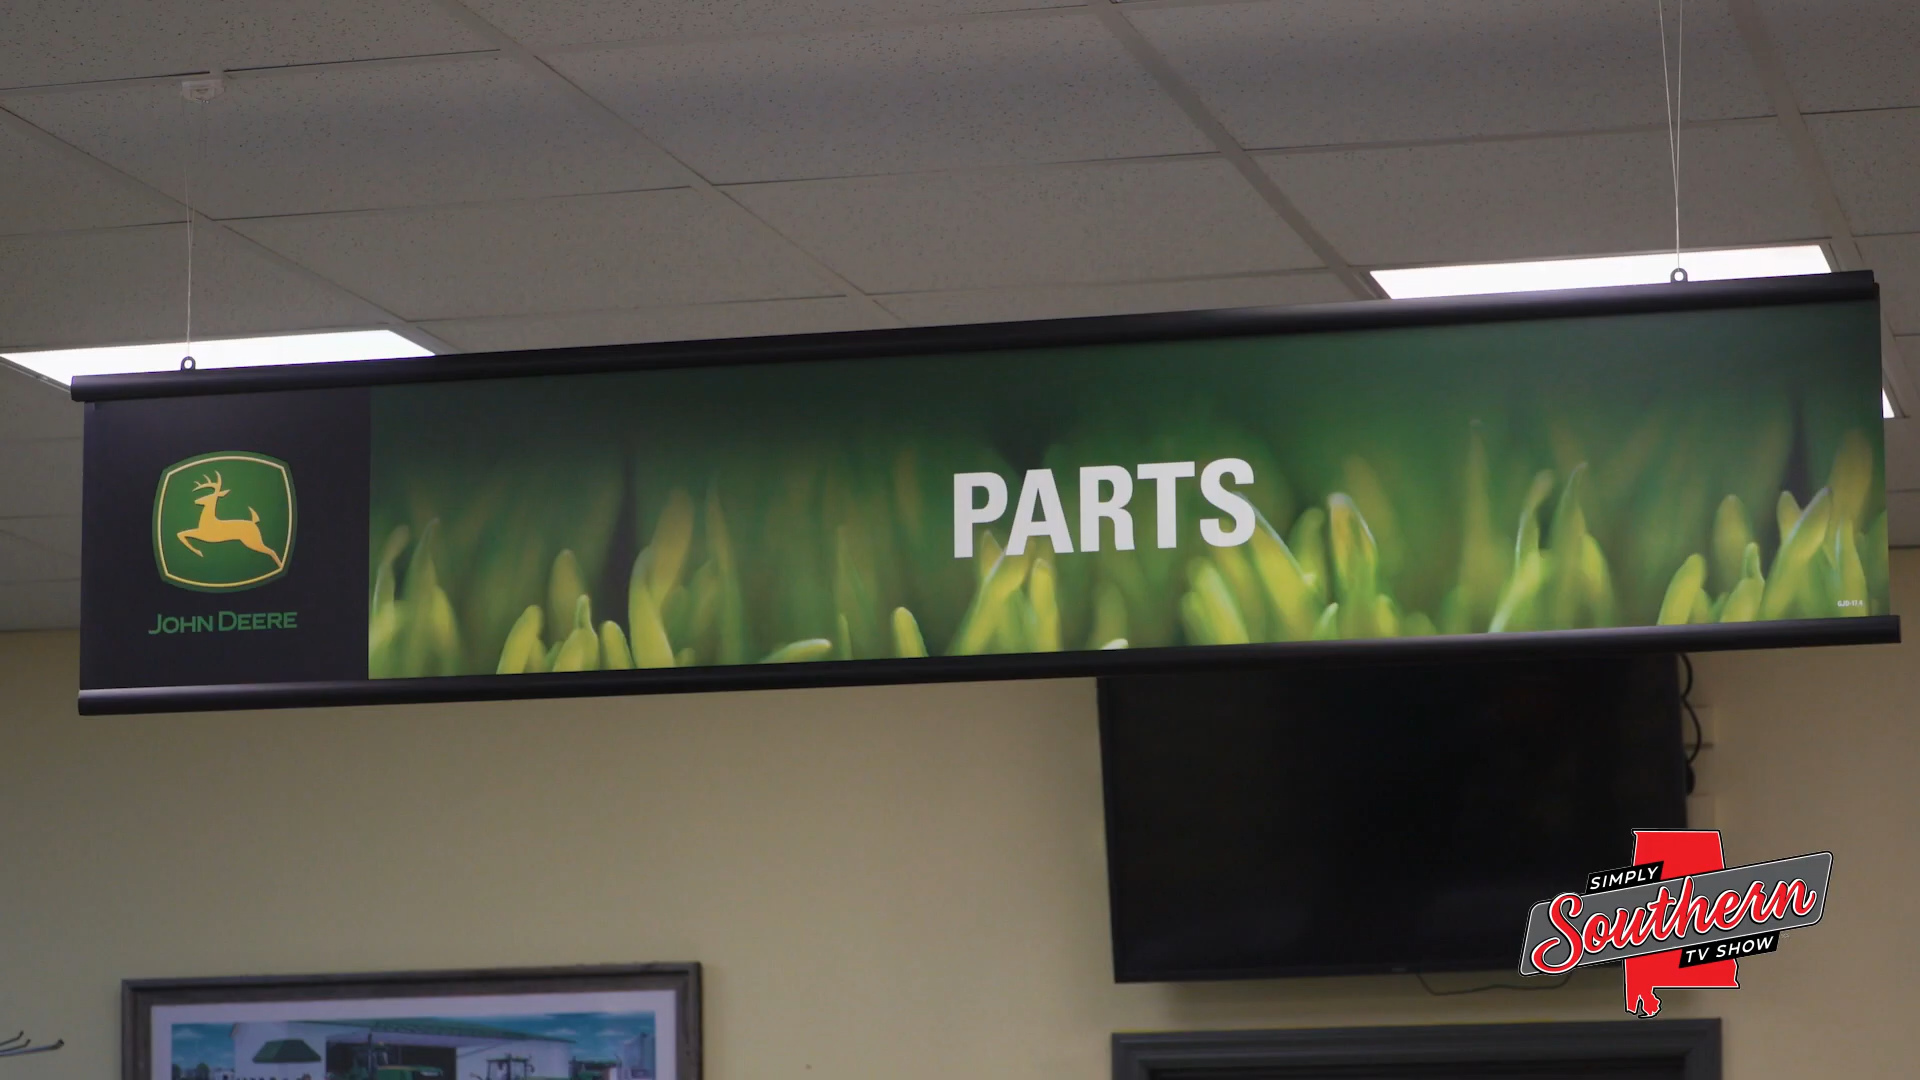 PARTS
JOHN DEERE
SIMPLY
Southern
TV SHOW